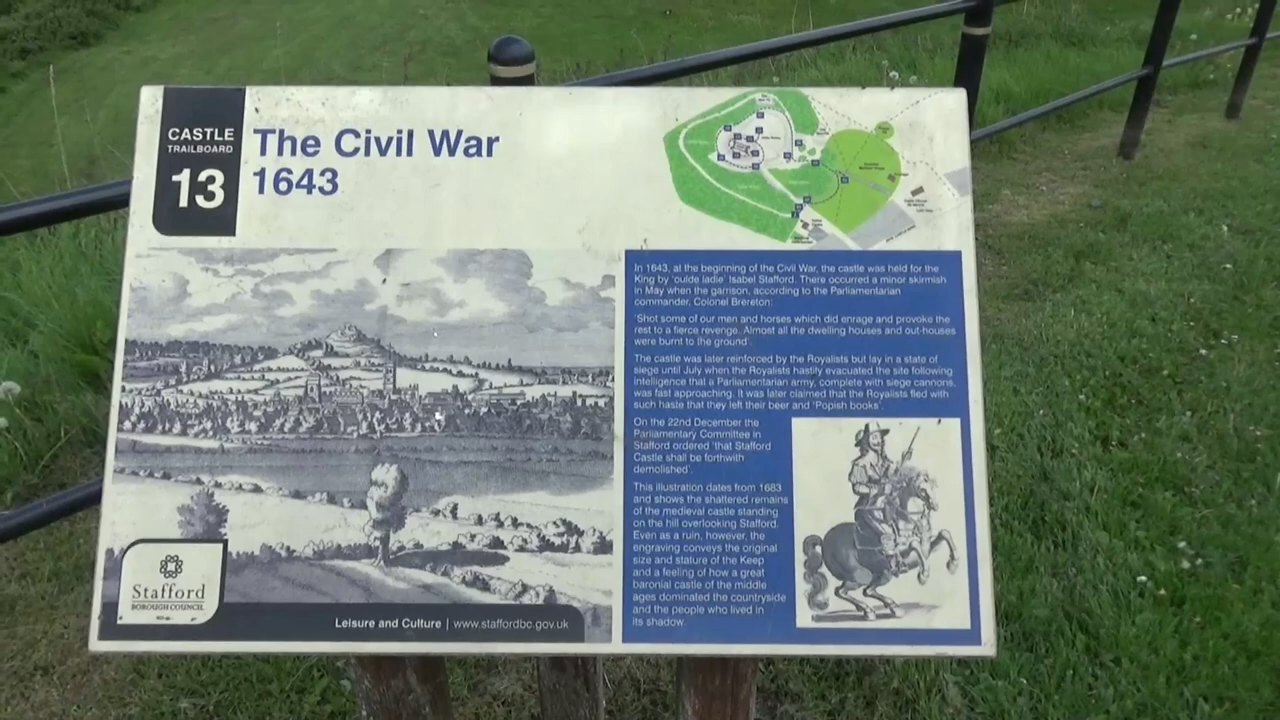 CASTLE
TRAILBOARD
13
The Civil War
1643
In 1643, at the beginning of the Civil War, the castle was held for the
King by 'oulde ladie' Isabel Stafford. There occurred a minor skirmish
in May when the garrison, according to the Parliamentarian
commander, Colonel Brereton:
'Shot some of our men and horses which did enrage and provoke the
rest to a fierce revenge. Almost all the dwelling houses and out-houses
were burnt to the ground'.
The castle was later reinforced by the Royalists but lay in a state of
siege until July when the Royalists hastily evacuated the site following
intelligence that a Parliamentarian army, complete with siege cannons,
was fast approaching. It was later claimed that the Royalists fled with
such haste that they left their beer and 'Popish books'.
On the 22nd December the
Parliamentary Committee in
Stafford ordered 'that Stafford
Castle shall be forthwith
demolished'.
This illustration dates from 1683
and shows the shattered remains
of the medieval castle standing
on the hill overlooking Stafford.
Even as a ruin, however, the
engraving conveys the original
size and stature of the Keep
and a feeling of how a great
baronial castle of the middle
ages dominated the countryside
and the people who lived in
its shadow.
Stafford
BOROUGH COUNCIL
Leisure and Culture | www.staffordbc.gov.uk